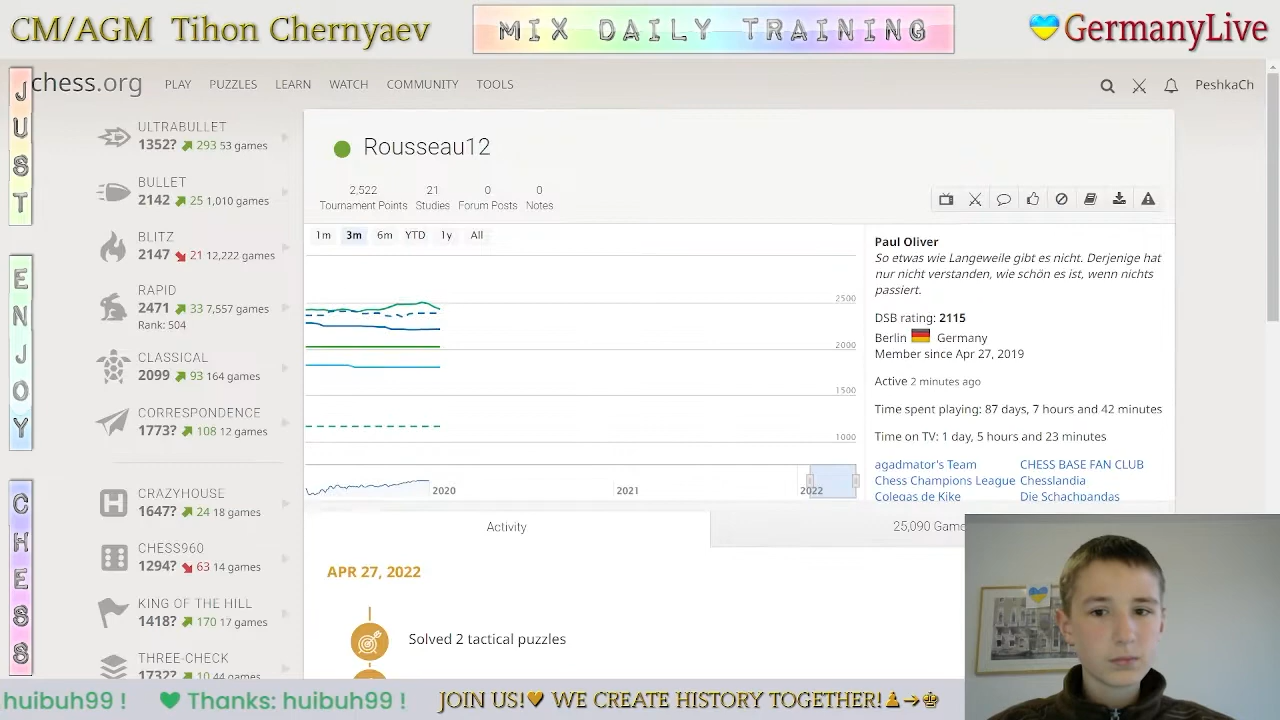 CM/AGM Tihon Chernyaev
MIX DAILY TRAINING
GermanyLive
JUST
ENJOY
CHESS
chess.org
PLAY
PUZZLES
LEARN
WATCH
COMMUNITY
TOOLS
PeshkaCh
ULTRABULLET
1352? 293 53 games
BULLET
2142 25 1,010 games
BLITZ
2147 21 12,222 games
RAPID
2471 33 7,557 games
Rank: 504
CLASSICAL
2099 93 164 games
CORRESPONDENCE
1773? 108 12 games
CRAZYHOUSE
1647? 24 18 games
CHESS960
1294? 63 14 games
KING OF THE HILL
1418? 170 17 games
THREE-CHECK
1732? 10 44 games
Rousseau12
2,522 21 0 0
Tournament Points Studies Forum Posts Notes
1m 3m 6m YTD 1y All
2500
2000
1500
1000
2020 2021 2022
Paul Oliver
So etwas wie Langeweile gibt es nicht. Derjenige hat
nur nicht verstanden, wie schön es ist, wenn nichts
passiert.
DSB rating: 2115
Berlin Germany
Member since Apr 27, 2019
Active 2 minutes ago
Time spent playing: 87 days, 7 hours and 42 minutes
Time on TV: 1 day, 5 hours and 23 minutes
agadmator's Team CHESS BASE FAN CLUB
Chess Champions League Chesslandia
Colegas de Kike Die Schachpandas
Activity
25,090 Game
APR 27, 2022
Solved 2 tactical puzzles
huibuh99 !
Thanks: huibuh99 !
JOIN US! WE CREATE HISTORY TOGETHER!